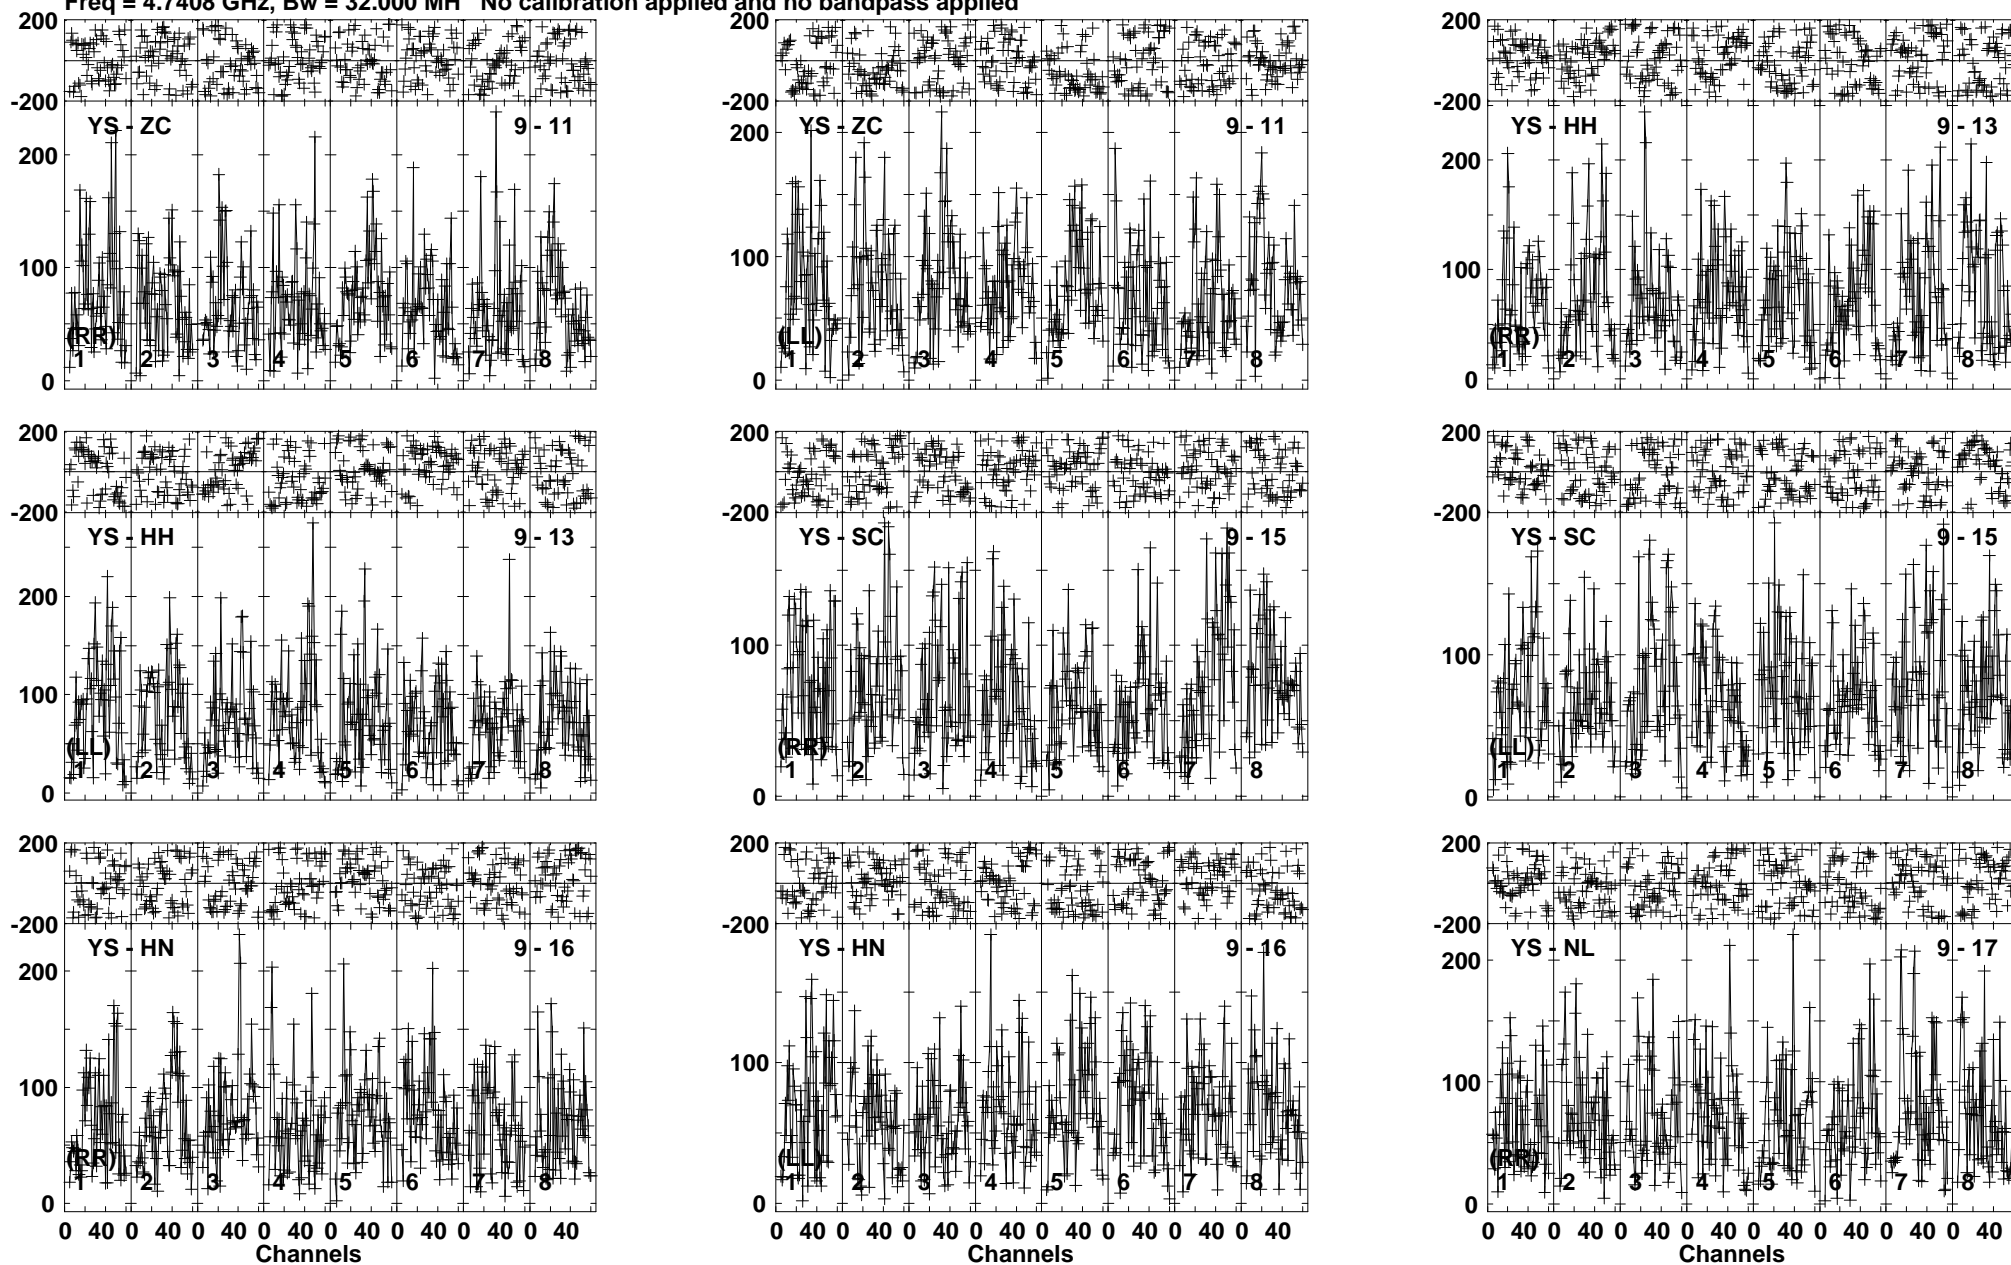 Freq = 4.7408 GHz, Bw = 32.000 MH No calibration applied and no bandpass applied
200
-200
YS - ZC 9 - 11
200
100
0
(RR)
1 2 3 4 5 6 7 8
200
-200
YS - ZC 9 - 11
200
100
0
(LL)
1 2 3 4 5 6 7 8
200
-200
YS - HH 9 - 13
200
100
0
(RR)
1 2 3 4 5 6 7 8
200
-200
YS - HH 9 - 13
200
100
0
(LL)
1 2 3 4 5 6 7 8
200
-200
YS - SC 9 - 15
100
0
(RR)
1 2 3 4 5 6 7 8
200
-200
YS - SC 9 - 15
100
0
(LL)
1 2 3 4 5 6 7 8
200
-200
YS - HN 9 - 16
200
100
0
(RR)
1 2 3 4 5 6 7 8
0 40 0 40 0 40 0 40 0 40 0 40 0 40 0 40
Channels
200
-200
YS - HN 9 - 16
100
0
(LL)
1 2 3 4 5 6 7 8
0 40 0 40 0 40 0 40 0 40 0 40 0 40 0 40
Channels
200
-200
YS - NL 9 - 17
200
100
0
(RR)
1 2 3 4 5 6 7 8
0 40 0 40 0 40 0 40 0 40 0 40 0 40 0 40
Channels